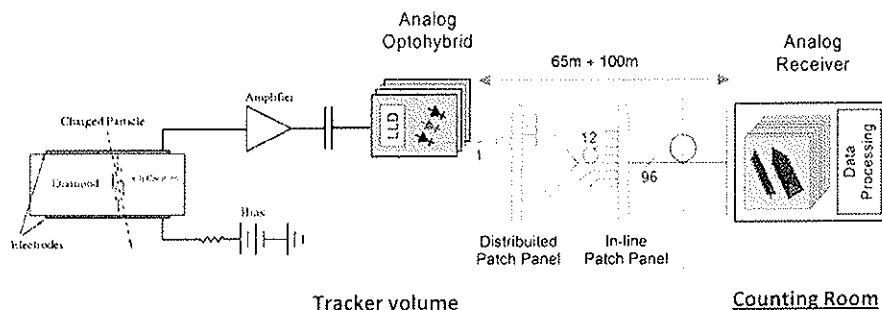 Analog
Optohybrid
65m + 100m
Analog
Receiver
Amplifier
LLD
Charged Particle
1
12
96
Data
Processing
Diamond
Bias
Electrodes
Distribuited
Patch Panel
In-line
Patch Panel
Tracker volume
Counting Room